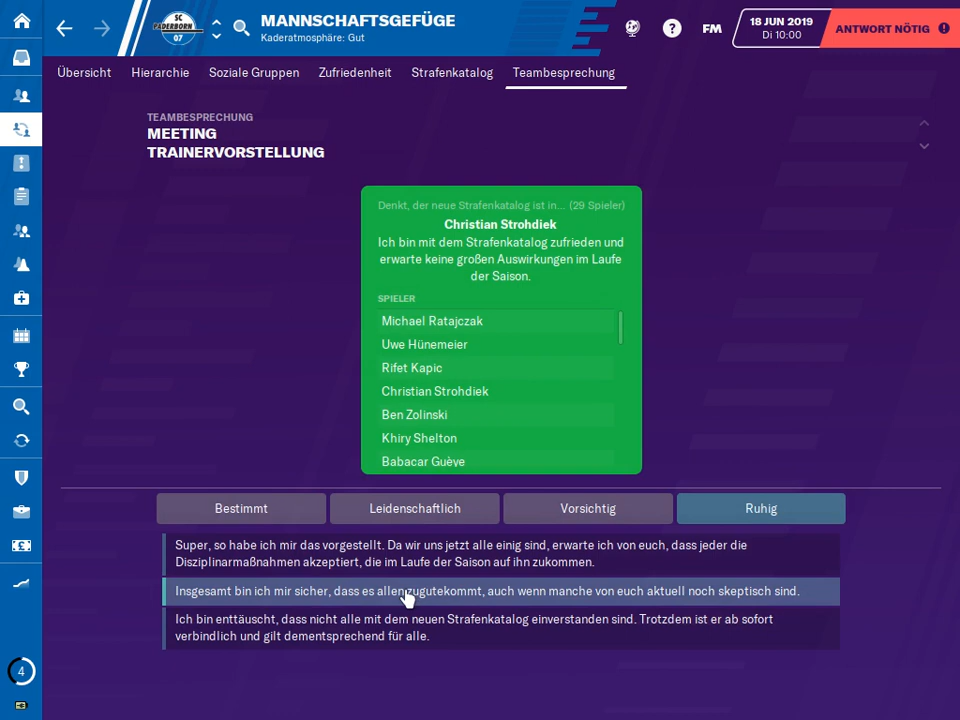 SC
PADERBORN
07
MANNSCHAFTSGEFÜGE
Kaderatmosphäre: Gut
?
FM
18 JUN 2019
Di 10:00
ANTWORT NÖTIG
Übersicht
Hierarchie
Soziale Gruppen
Zufriedenheit
Strafenkatalog
Teambesprechung
TEAMBESPRECHUNG
MEETING
TRAINERVORSTELLUNG
Denkt, der neue Strafenkatalog ist in... (29 Spieler)
Christian Strohdiek
Ich bin mit dem Strafenkatalog zufrieden und
erwarte keine großen Auswirkungen im Laufe
der Saison.
SPIELER
Michael Ratajczak
Uwe Hünemeier
Rifet Kapic
Christian Strohdiek
Ben Zolinski
Khiry Shelton
Babacar Guèye
Bestimmt
Leidenschaftlich
Vorsichtig
Ruhig
Super, so habe ich mir das vorgestellt. Da wir uns jetzt alle einig sind, erwarte ich von euch, dass jeder die
Disziplinarmaßnahmen akzeptiert, die im Laufe der Saison auf ihn zukommen.
Insgesamt bin ich mir sicher, dass es allen zugutekommt, auch wenn manche von euch aktuell noch skeptisch sind.
Ich bin enttäuscht, dass nicht alle mit dem neuen Strafenkatalog einverstanden sind. Trotzdem ist er ab sofort
verbindlich und gilt dementsprechend für alle.
4